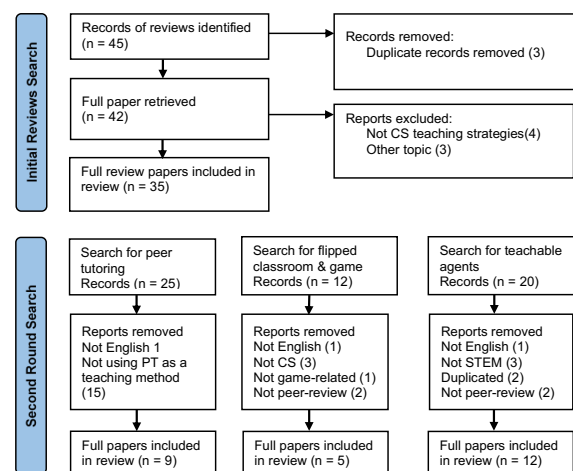 Initial Reviews Search
Records of reviews identified
(n = 45)
Records removed:
Duplicate records removed (3)
Full paper retrieved
(n = 42)
Reports excluded:
Not CS teaching strategies(4)
Other topic (3)
Full review papers included in
review (n = 35)
Second Round Search
Search for peer
tutoring
Records (n = 25)
Search for flipped
classroom & game
Records (n = 12)
Search for teachable
agents
Records (n = 20)
Reports removed
Not English 1
Not using PT as a
teaching method
(15)
Reports removed
Not English (1)
Not CS (3)
Not game-related (1)
Not peer-review (2)
Reports removed
Not English (1)
Not STEM (3)
Duplicated (2)
Not peer-review (2)
Full papers included
in review (n = 9)
Full papers included
in review (n = 5)
Full papers included
in review (n = 12)